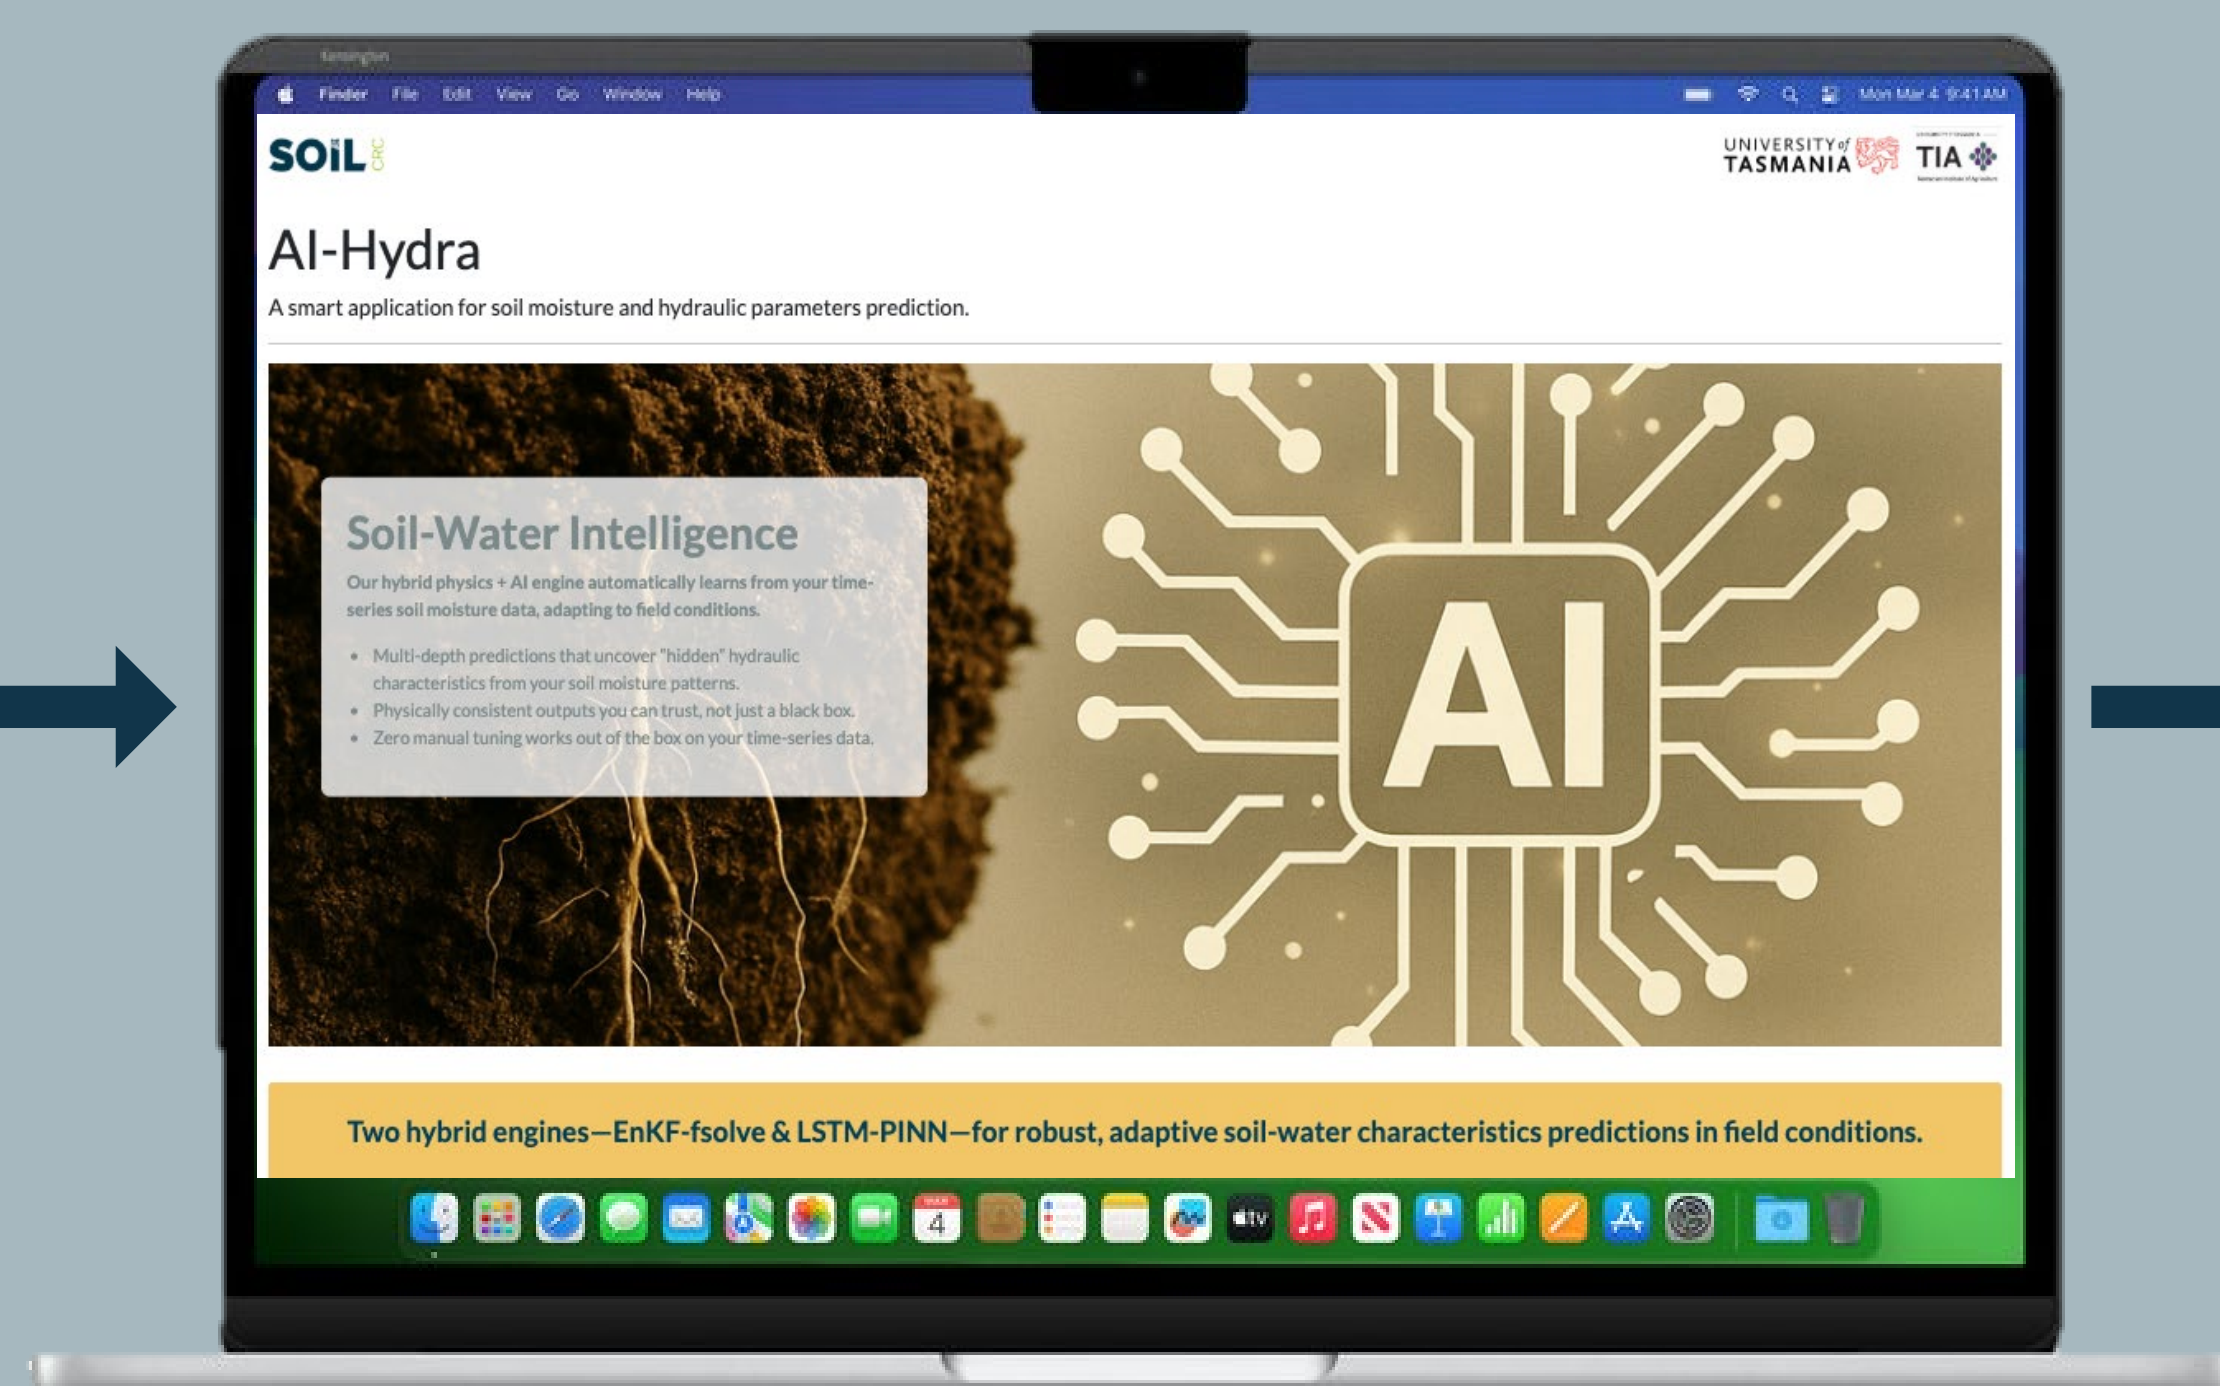 Kensington
Finder File Edit View Go Window Help
Mon Mar 4 9:41 AM
SOiL CRC
UNIVERSITY of
TASMANIA
TIA
AI-Hydra
A smart application for soil moisture and hydraulic parameters prediction.
Soil-Water Intelligence
Our hybrid physics + AI engine automatically learns from your time-
series soil moisture data, adapting to field conditions.
• Multi-depth predictions that uncover "hidden" hydraulic
characteristics from your soil moisture patterns.
• Physically consistent outputs you can trust, not just a black box.
• Zero manual tuning works out of the box on your time-series data.
AI
Two hybrid engines—EnKF-fsolve & LSTM-PINN—for robust, adaptive soil-water characteristics predictions in field conditions.
4
tv